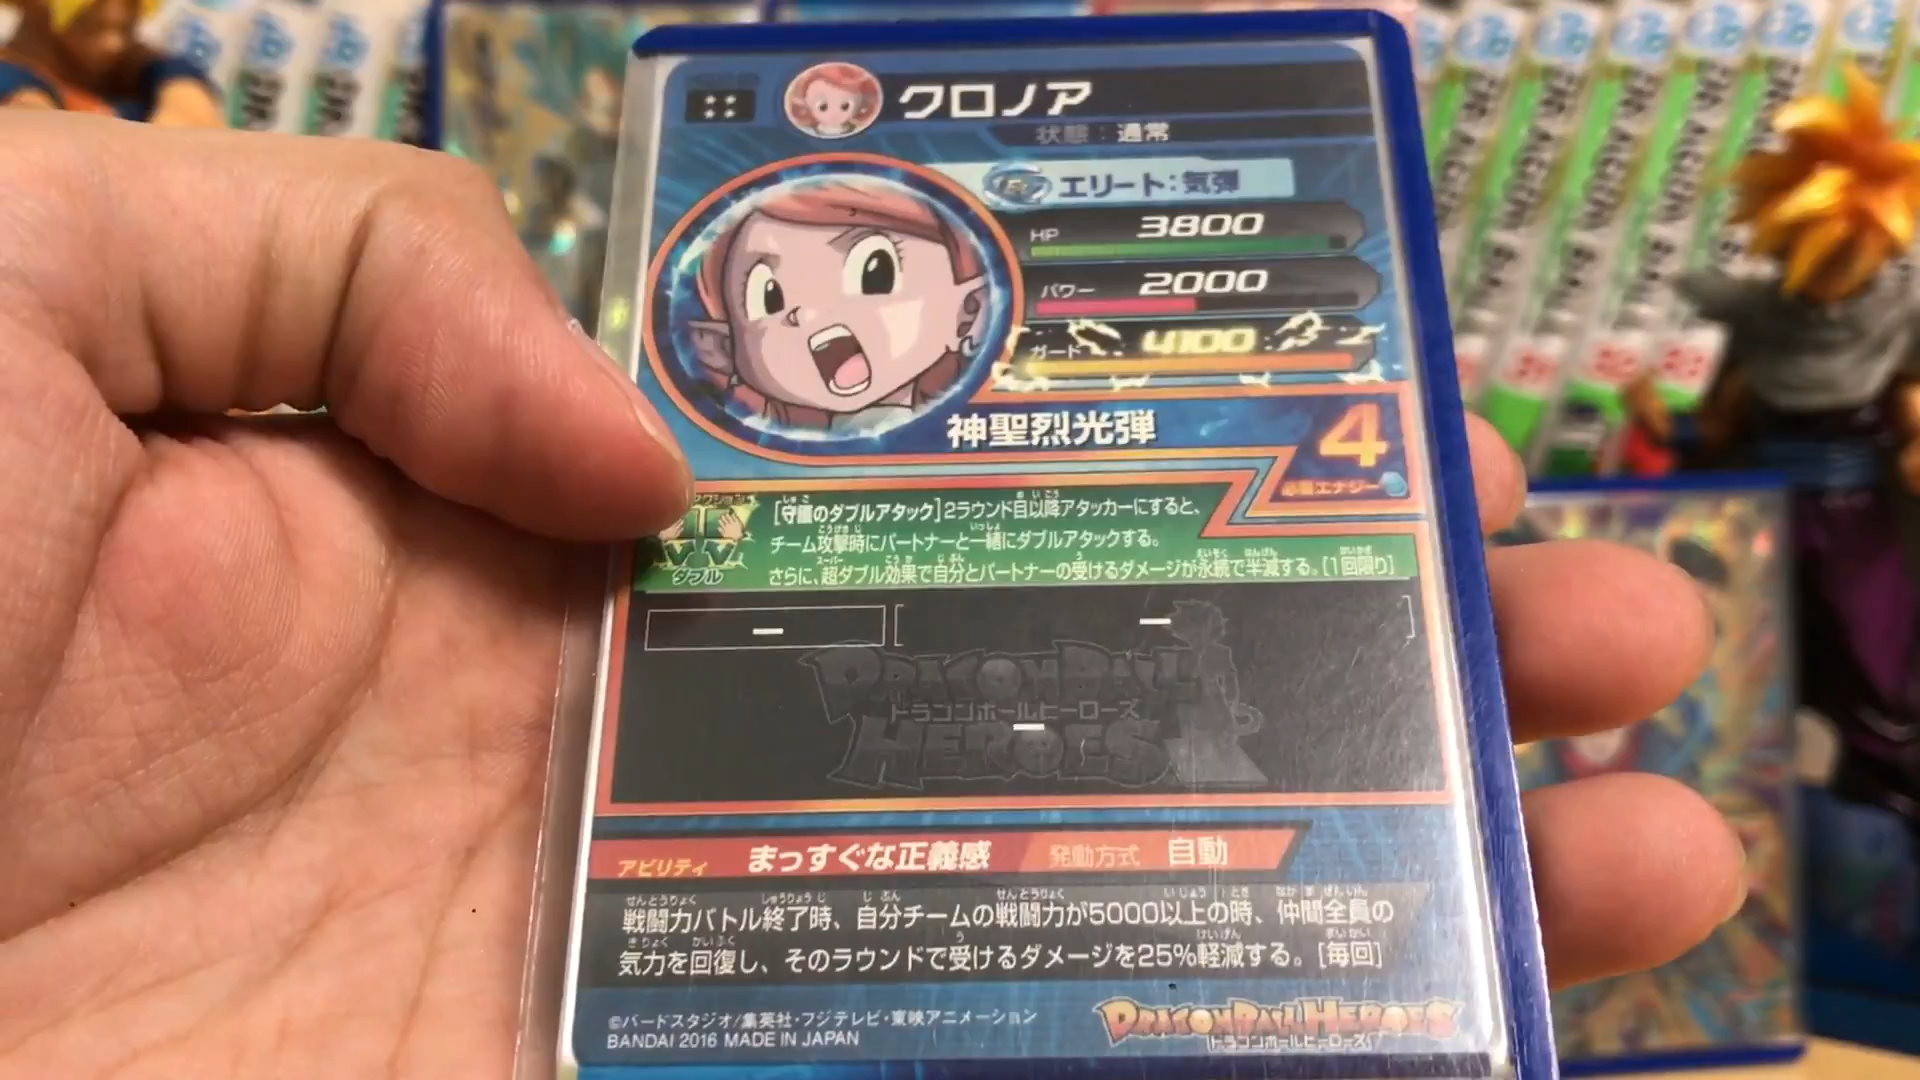 クロノア
状態：通常
エリート：気弾
HP 3800
パワー 2000
ガード 4100
神聖烈光弾
4
必要エナジー
ダブル
[守護のダブルアタック]2ラウンド目以降アタッカーにすると、
チーム攻撃時にパートナーと一緒にダブルアタックする。
さらに、超ダブル効果で自分とパートナーの受けるダメージが永続で半減する。[1回限り]
ー [ ー ]
DRAGON BALL
ドラゴンボールヒーローズ
HEROES
ー
アビリティ まっすぐな正義感 発動方式 自動
戦闘力バトル終了時、自分チームの戦闘力が5000以上の時、仲間全員の
気力を回復し、そのラウンドで受けるダメージを25%軽減する。[毎回]
©バードスタジオ/集英社・フジテレビ・東映アニメーション
BANDAI 2016 MADE IN JAPAN
DRAGON BALL HEROES
ドラゴンボールヒーローズ